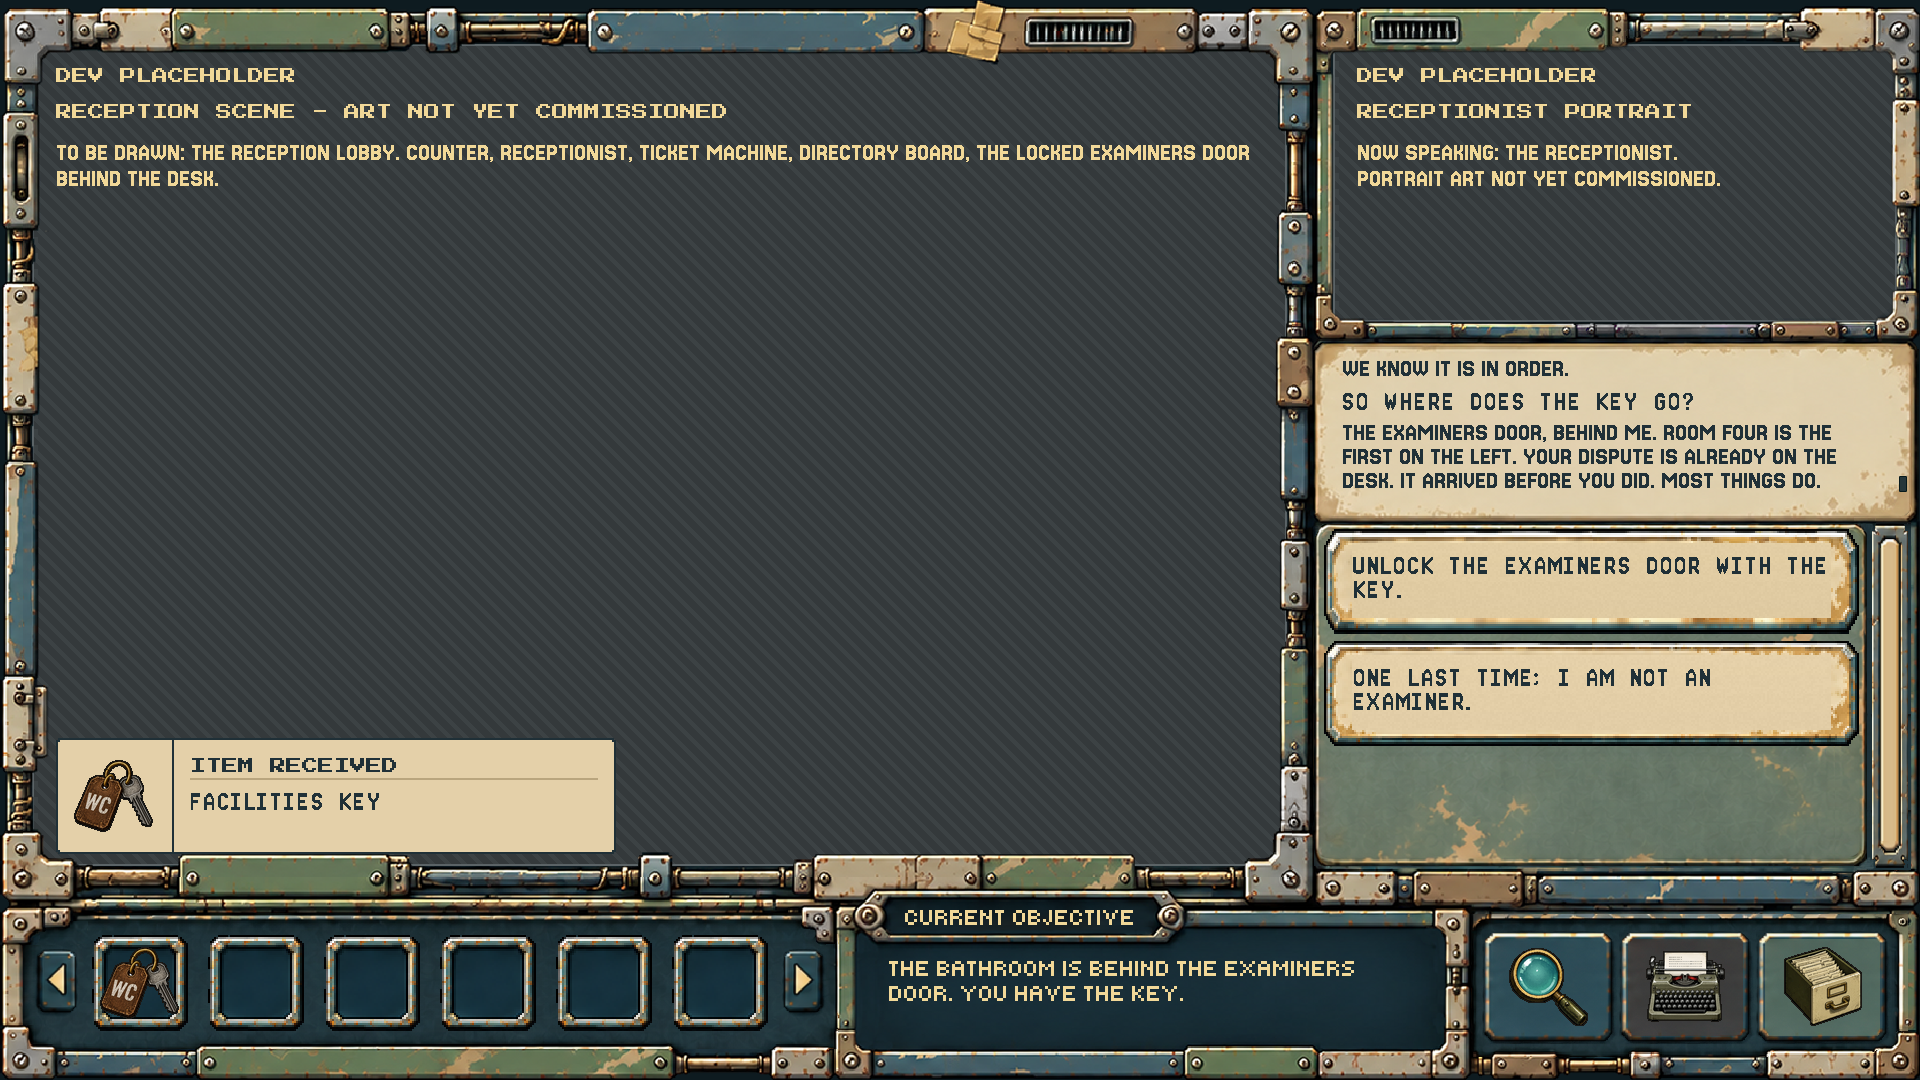 DEV PLACEHOLDER
RECEPTION SCENE – ART NOT YET COMMISSIONED
TO BE DRAWN: THE RECEPTION LOBBY. COUNTER, RECEPTIONIST, TICKET MACHINE, DIRECTORY BOARD, THE LOCKED EXAMINERS DOOR
BEHIND THE DESK.
DEV PLACEHOLDER
RECEPTIONIST PORTRAIT
NOW SPEAKING: THE RECEPTIONIST.
PORTRAIT ART NOT YET COMMISSIONED.
WE KNOW IT IS IN ORDER.
SO WHERE DOES THE KEY GO?
THE EXAMINERS DOOR, BEHIND ME. ROOM FOUR IS THE
FIRST ON THE LEFT. YOUR DISPUTE IS ALREADY ON THE
DESK. IT ARRIVED BEFORE YOU DID. MOST THINGS DO.
UNLOCK THE EXAMINERS DOOR WITH THE
KEY.
ONE LAST TIME: I AM NOT AN
EXAMINER.
WC
ITEM RECEIVED
FACILITIES KEY
WC
CURRENT OBJECTIVE
THE BATHROOM IS BEHIND THE EXAMINERS
DOOR. YOU HAVE THE KEY.